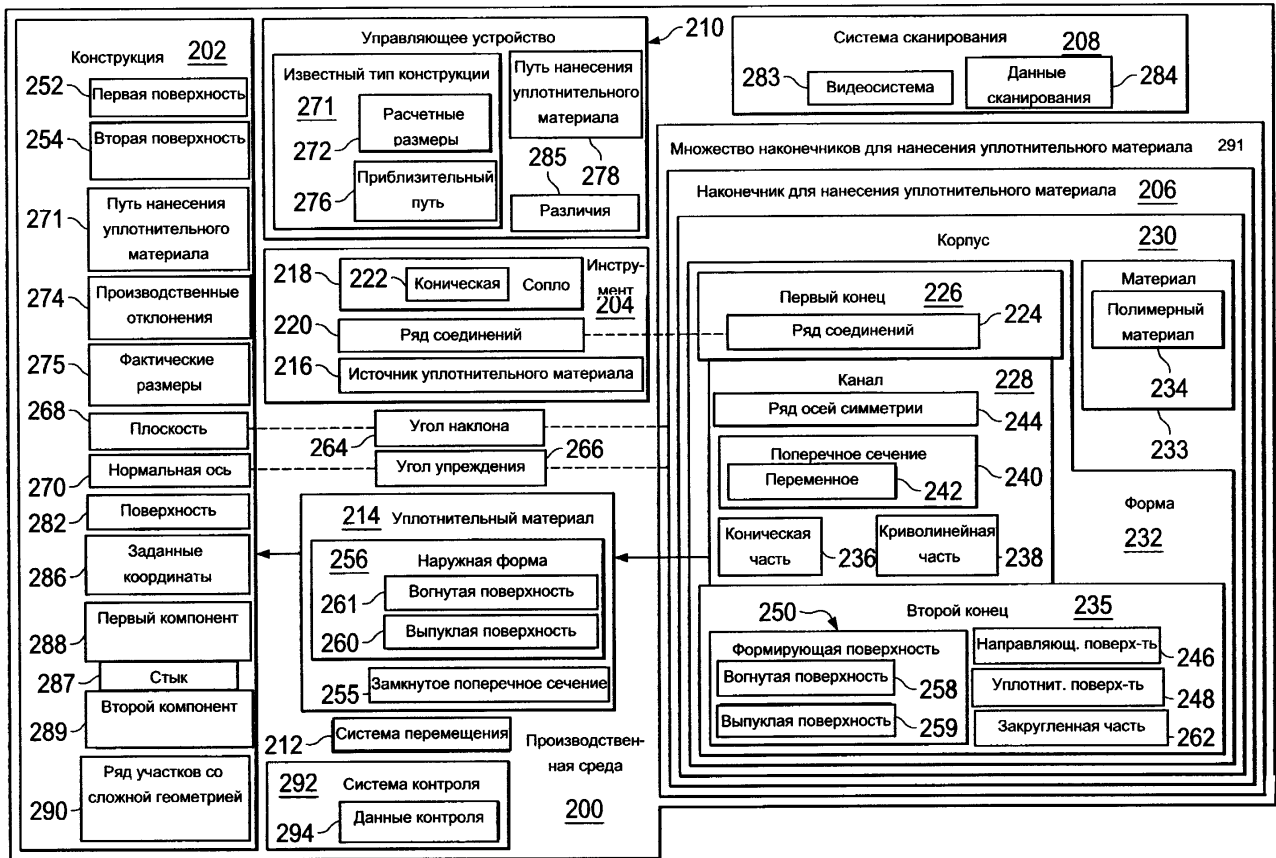 Конструкция 202
252 Первая поверхность
254 Вторая поверхность
271 Путь нанесения
уплотнительного
материала
274 Производственные
отклонения
275 Фактические
размеры
268 Плоскость
270 Нормальная ось
282 Поверхность
286 Заданные
координаты
288 Первый компонент
287 Стык
289 Второй компонент
290 Ряд участков со
сложной геометрией
Управляющее устройство
210
Известный тип конструкции
271
272 Расчетные
размеры
276 Приблизительный
путь
Путь нанесения
уплотнительного
материала
278
285
Различия
Инстру-
мент
204
218
222 Коническая Сопло
220 Ряд соединений
216 Источник уплотнительного материала
Угол наклона
264
Угол упреждения
266
214 Уплотнительный материал
256 Наружная форма
261 Вогнутая поверхность
260 Выпуклая поверхность
255 Замкнутое поперечное сечение
212 Система перемещения
292 Система контроля
294 Данные контроля
Производствен-
ная среда
200
Система сканирования
208
283 Видеосистема
Данные
сканирования
284
Множество наконечников для нанесения уплотнительного материала 291
Наконечник для нанесения уплотнительного материала 206
Корпус 230
Первый конец 226
Ряд соединений 224
Материал
Полимерный
материал
234
233
Канал 228
Ряд осей симметрии 244
Поперечное сечение 240
Переменное 242
Коническая
часть 236
Криволинейная
часть 238
Форма
232
Второй конец 235
250
Формирующая поверхность
Вогнутая поверхность 258
Выпуклая поверхность 259
Направляющ. поверх-ть 246
Уплотнит. поверх-ть 248
Закругленная часть 262